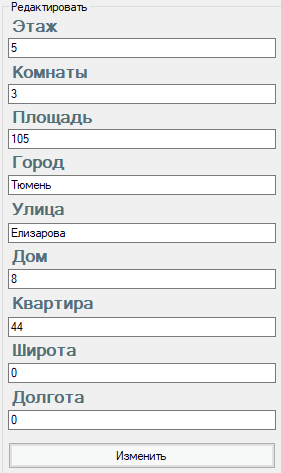 Редактировать
Этаж
5
Комнаты
3
Площадь
105
Город
Тюмень
Улица
Елизарова
Дом
8
Квартира
44
Широта
0
Долгота
0
Изменить